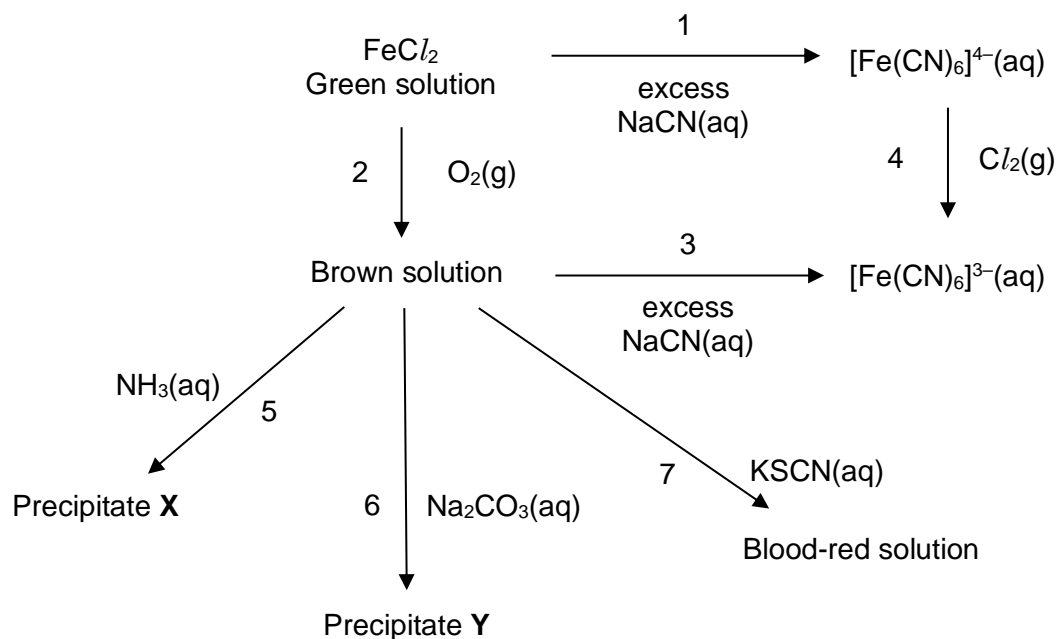 1
FeCl₂
Green solution
[Fe(CN)₆]⁴⁻(aq)
excess
NaCN(aq)
2
O₂(g)
4
Cl₂(g)
3
Brown solution
[Fe(CN)₆]³⁻(aq)
excess
NaCN(aq)
NH₃(aq)
5
KSCN(aq)
7
Precipitate X
6
Na₂CO₃(aq)
Blood-red solution
Precipitate Y